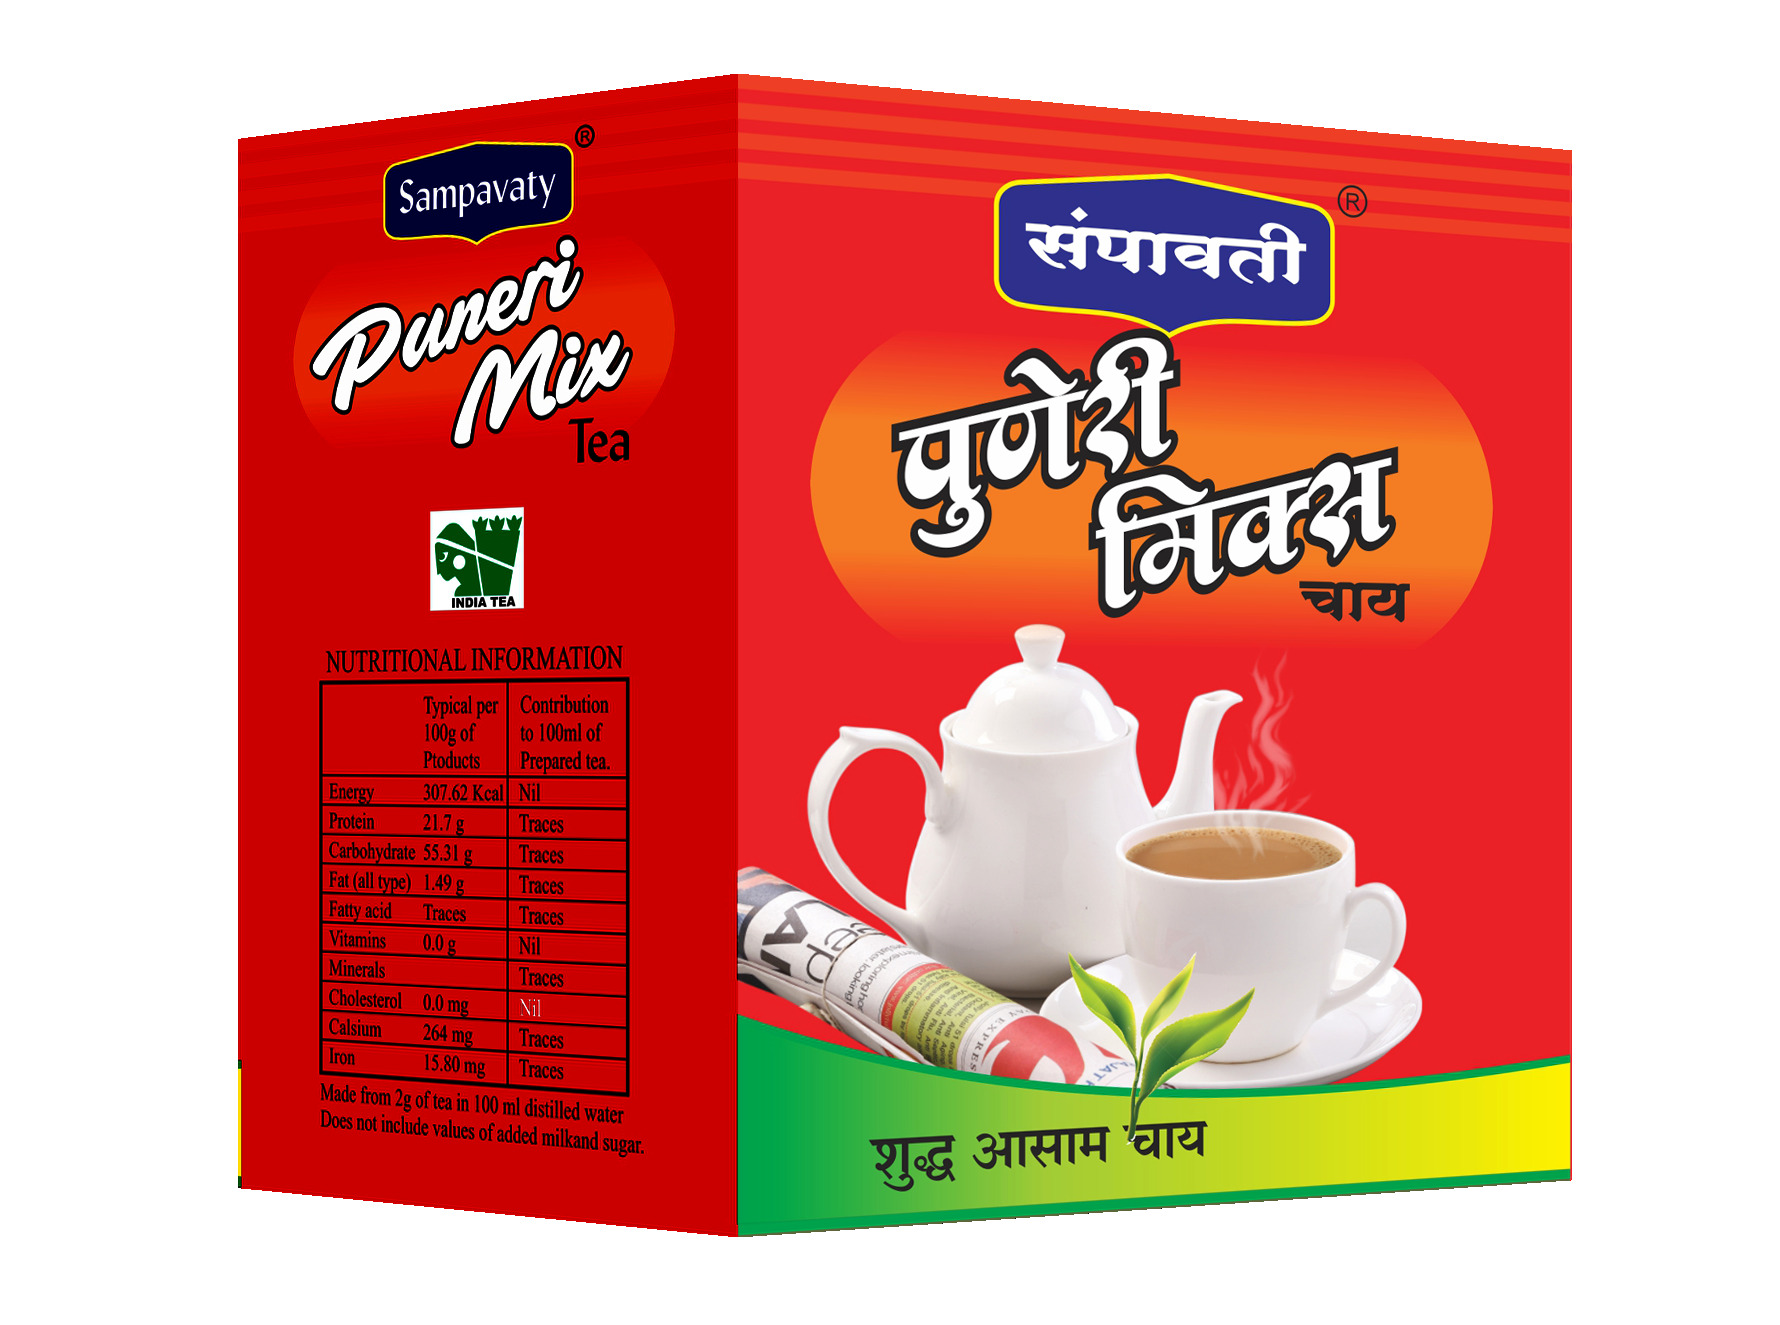 Sampavaty
®
Puneri
Mix
Tea
INDIA TEA
NUTRITIONAL INFORMATION
Typical per 100g of Ptoducts Contribution to 100ml of Prepared tea.
Energy 307.62 Kcal Nil
Protein 21.7 g Traces
Carbohydrate 55.31 g Traces
Fat (all type) 1.49 g Traces
Fatty acid Traces Traces
Vitamins 0.0 g Nil
Minerals Traces
Cholesterol 0.0 mg Nil
Calsium 264 mg Traces
Iron 15.80 mg Traces
Made from 2g of tea in 100 ml distilled water
Does not include values of added milkand sugar.
संपावती
®
पुणेरी
मिक्स
चाय
शुद्ध आसाम चाय